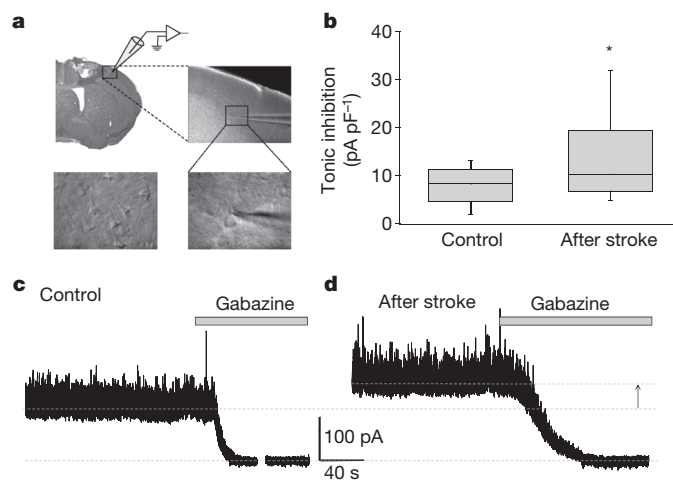 a
b
Tonic inhibition
(pA pF⁻¹)
40
30
20
10
0
*
Control
After stroke
c
Control
Gabazine
100 pA
40 s
d
After stroke
Gabazine